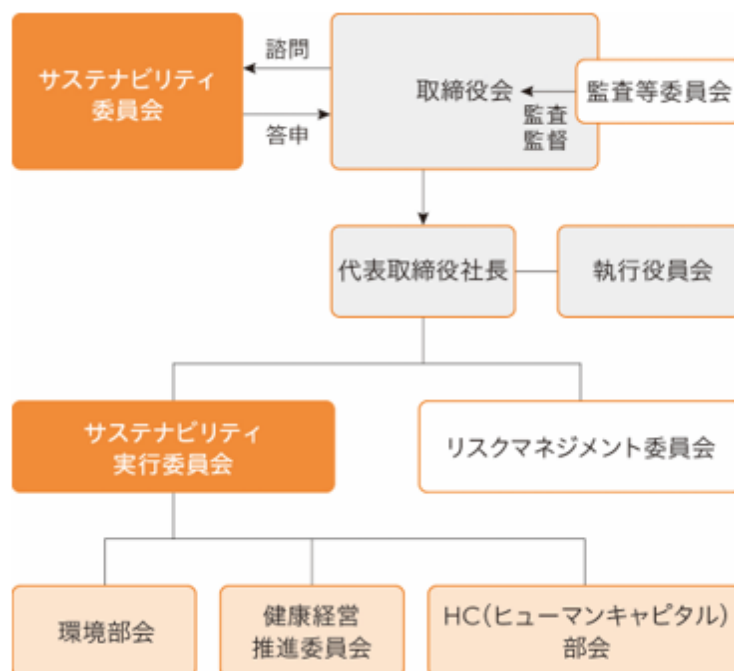 サステナビリティ
委員会
諮問
答申
取締役会
監査
監督
監査等委員会
代表取締役社長
執行役員会
サステナビリティ
実行委員会
リスクマネジメント委員会
環境部会
健康経営
推進委員会
HC(ヒューマンキャピタル)
部会